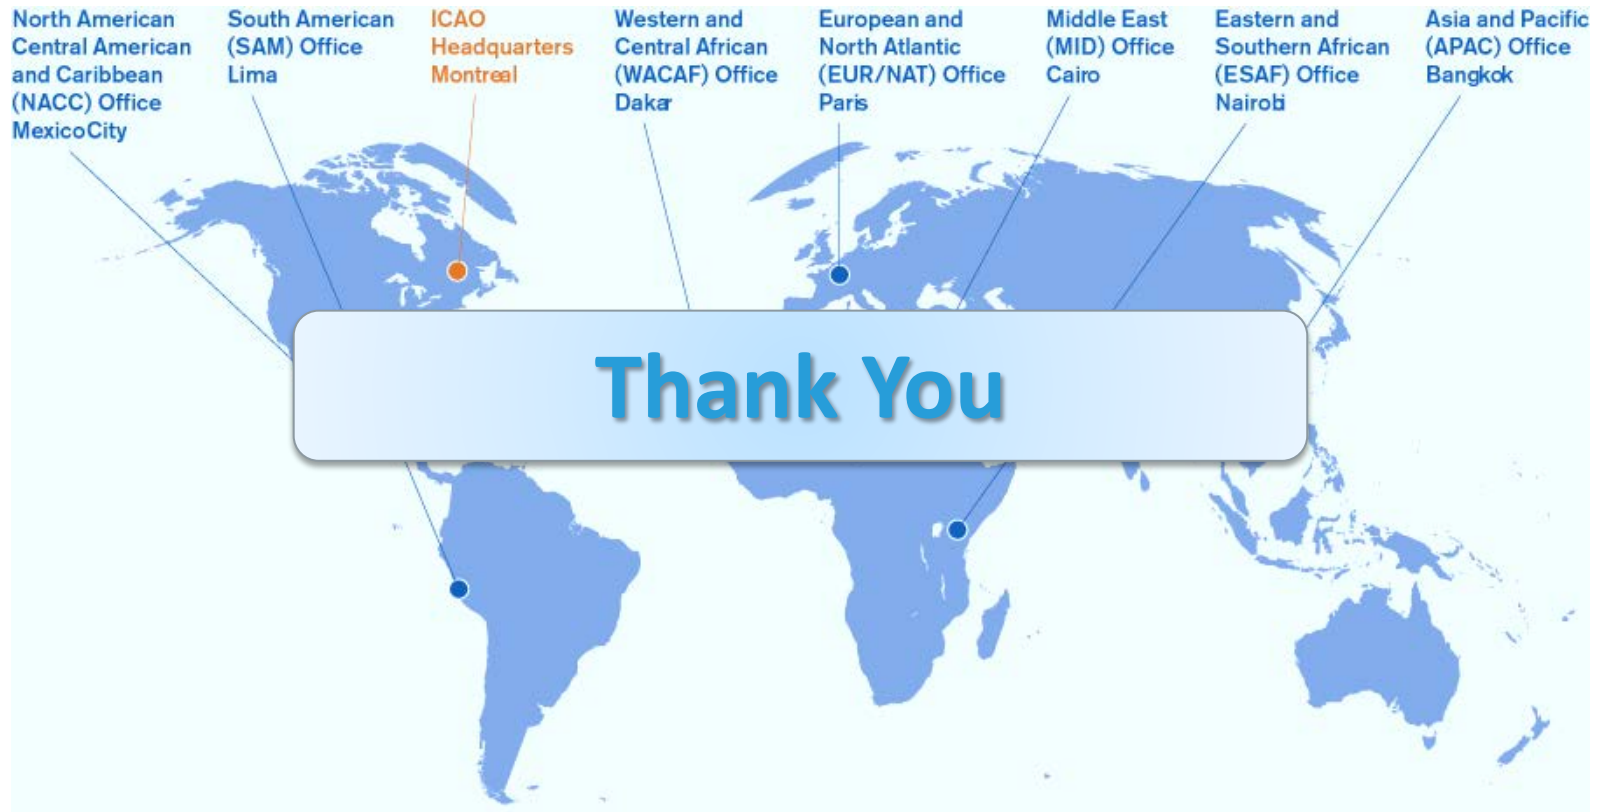 North American
Central American
and Caribbean
(NACC) Office
MexicoCity
South American
(SAM) Office
Lima
ICAO
Headquarters
Montreal
Western and
Central African
(WACAF) Office
Dakar
European and
North Atlantic
(EUR/NAT) Office
Paris
Middle East
(MID) Office
Cairo
Eastern and
Southern African
(ESAF) Office
Nairobi
Asia and Pacific
(APAC) Office
Bangkok
Thank You